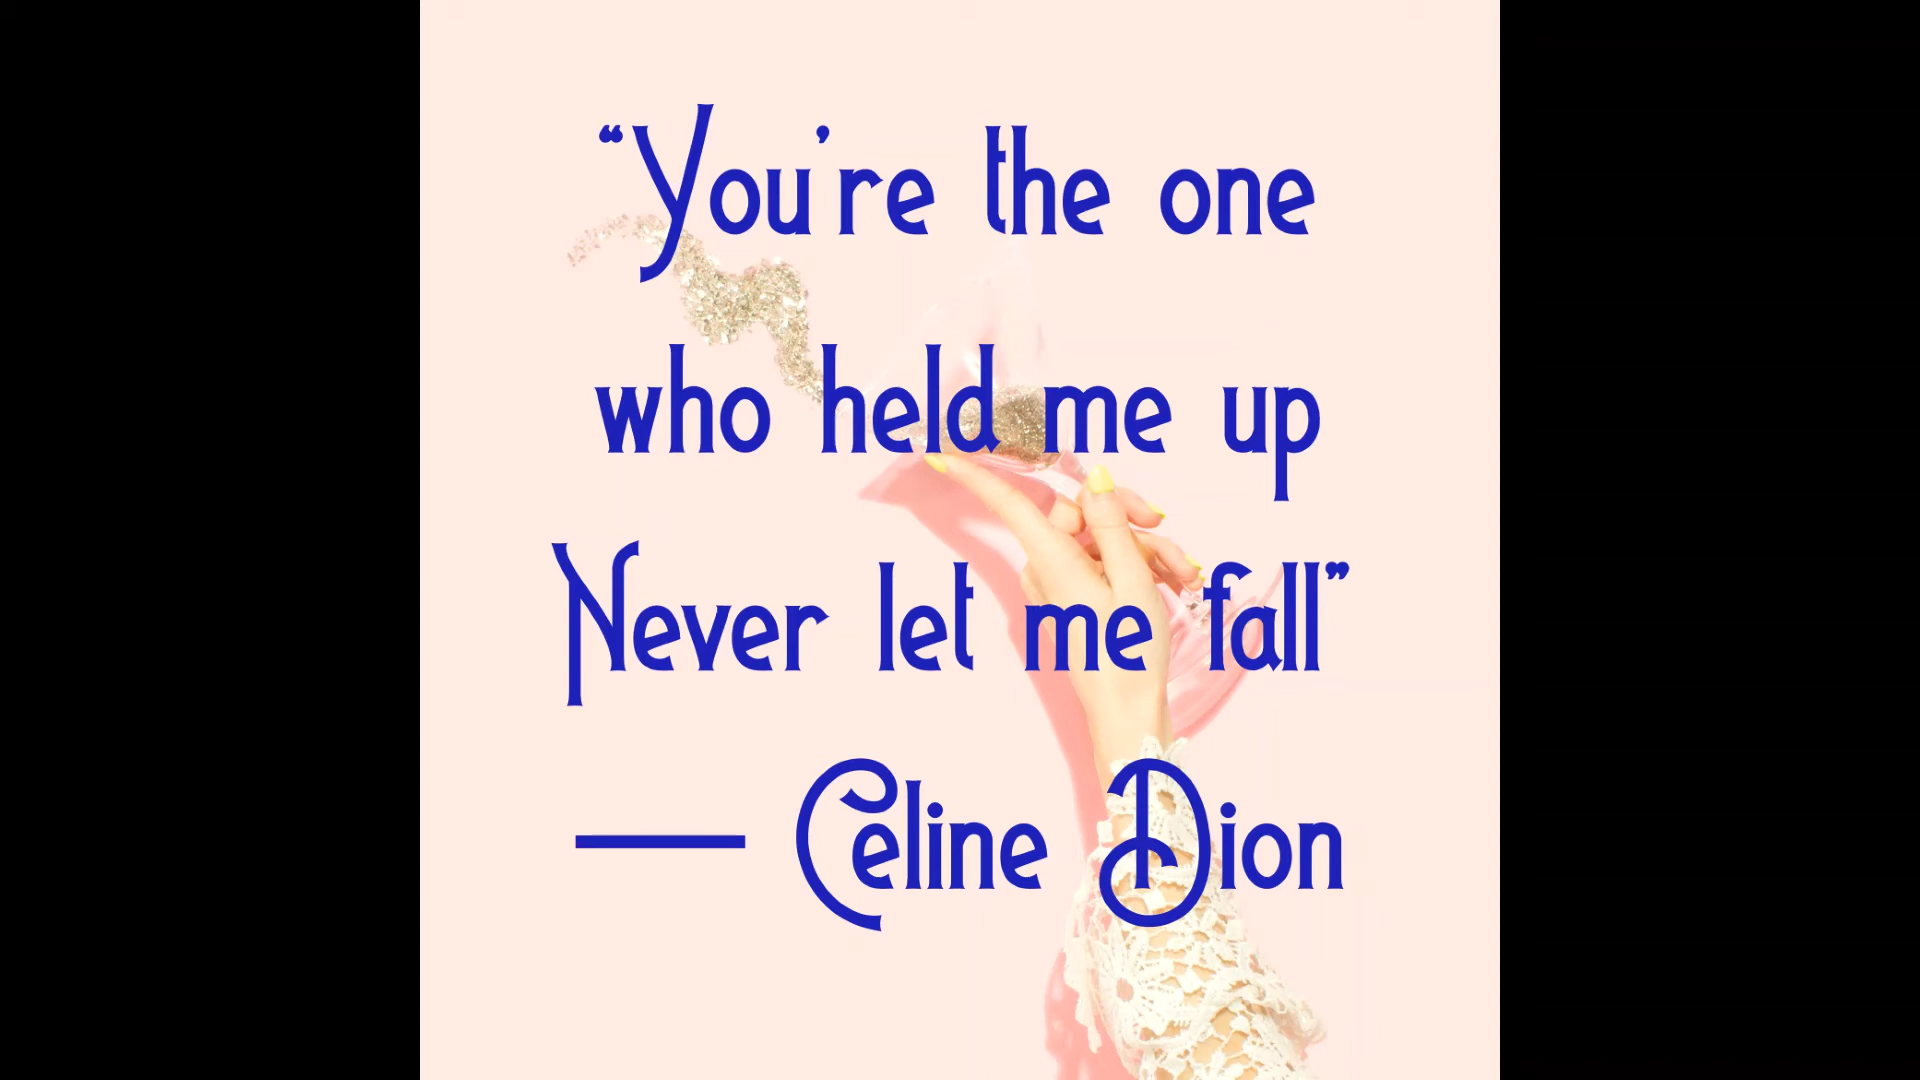 “You’re the one
who held me up
Never let me fall”
— Celine Dion